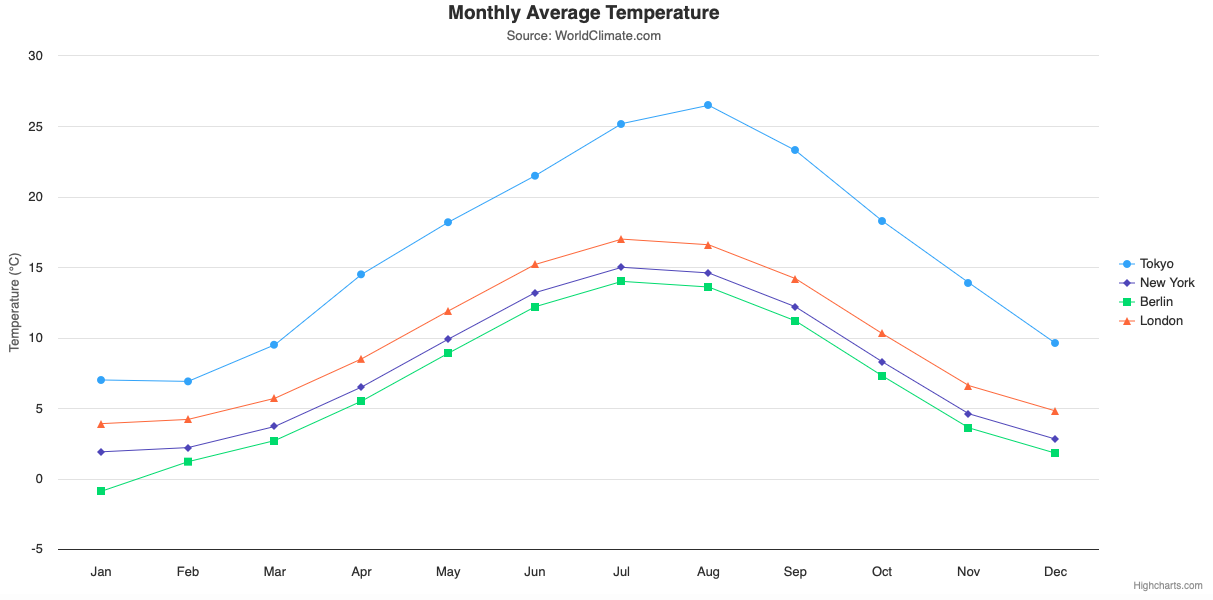 Monthly Average Temperature
Source: WorldClimate.com
Temperature (°C)
30
25
20
15
10
5
0
-5
Jan Feb Mar Apr May Jun Jul Aug Sep Oct Nov Dec
Tokyo
New York
Berlin
London
Highcharts.com